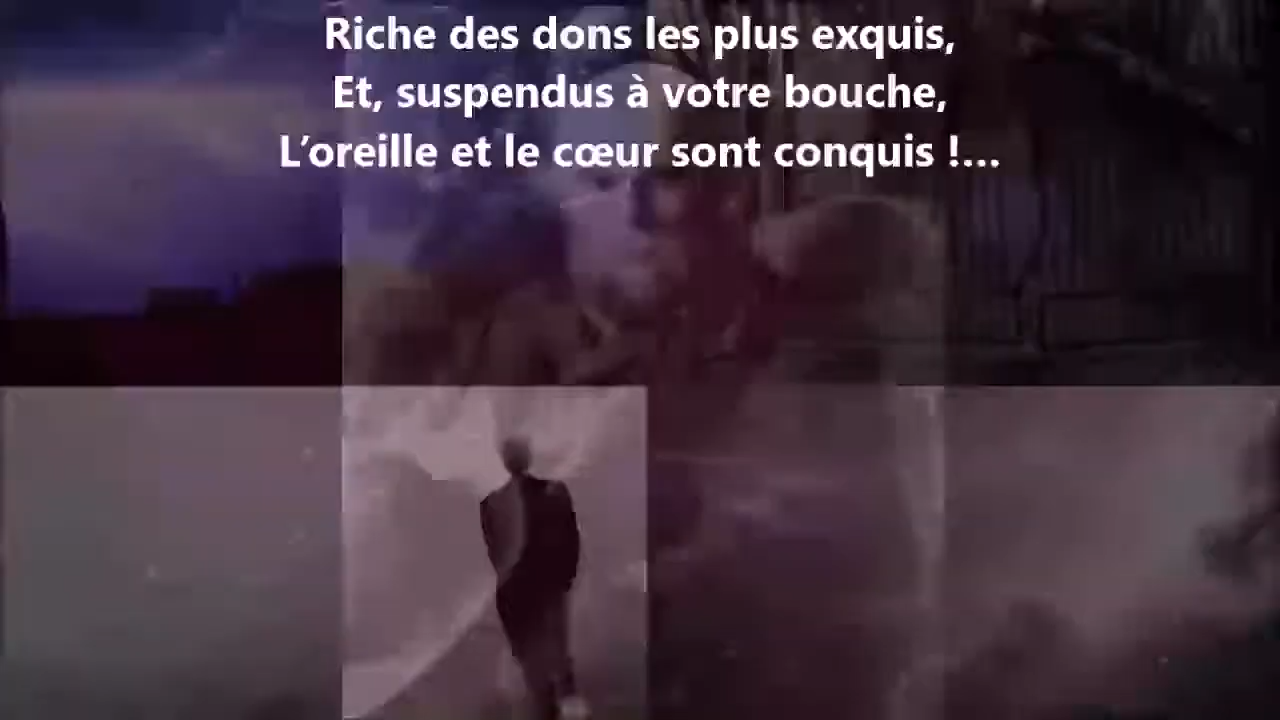 Riche des dons les plus exquis,
Et, suspendus à votre bouche,
L’oreille et le cœur sont conquis !...